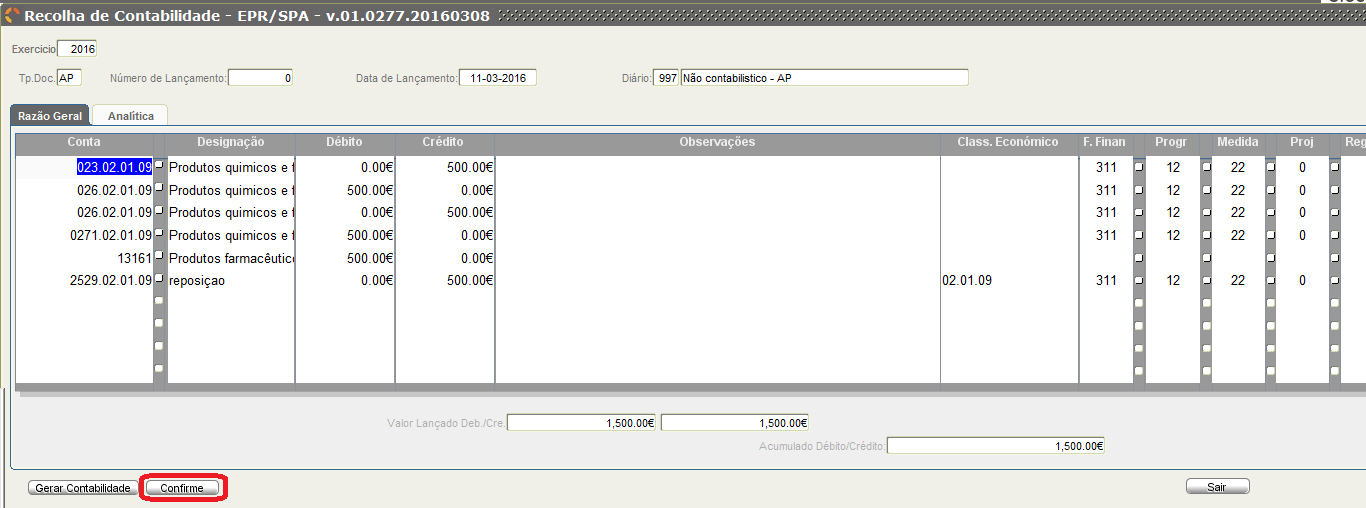 Recolha de Contabilidade - EPR/SPA - v.01.0277.20160308
Exercicio 2016
Tp.Doc. AP Número de Lançamento: 0 Data de Lançamento: 11-03-2016 Diário: 997 Não contabilistico - AP
Razão Geral Analítica
Conta Designação Débito Crédito Observações Class. Económico F. Finan Progr Medida Proj Reg
023.02.01.09 Produtos quimicos e f 0.00€ 500.00€ 311 12 22 0
026.02.01.09 Produtos quimicos e f 500.00€ 0.00€ 311 12 22 0
026.02.01.09 Produtos quimicos e f 0.00€ 500.00€ 311 12 22 0
0271.02.01.09 Produtos quimicos e f 500.00€ 0.00€ 311 12 22 0
13161 Produtos farmacêutico 500.00€ 0.00€
2529.02.01.09 reposiçao 0.00€ 500.00€ 02.01.09 311 12 22 0
Valor Lançado Deb./Cre. 1,500.00€ 1,500.00€
Acumulado Débito/Crédito: 1,500.00€
Gerar Contabilidade Confirme Sair